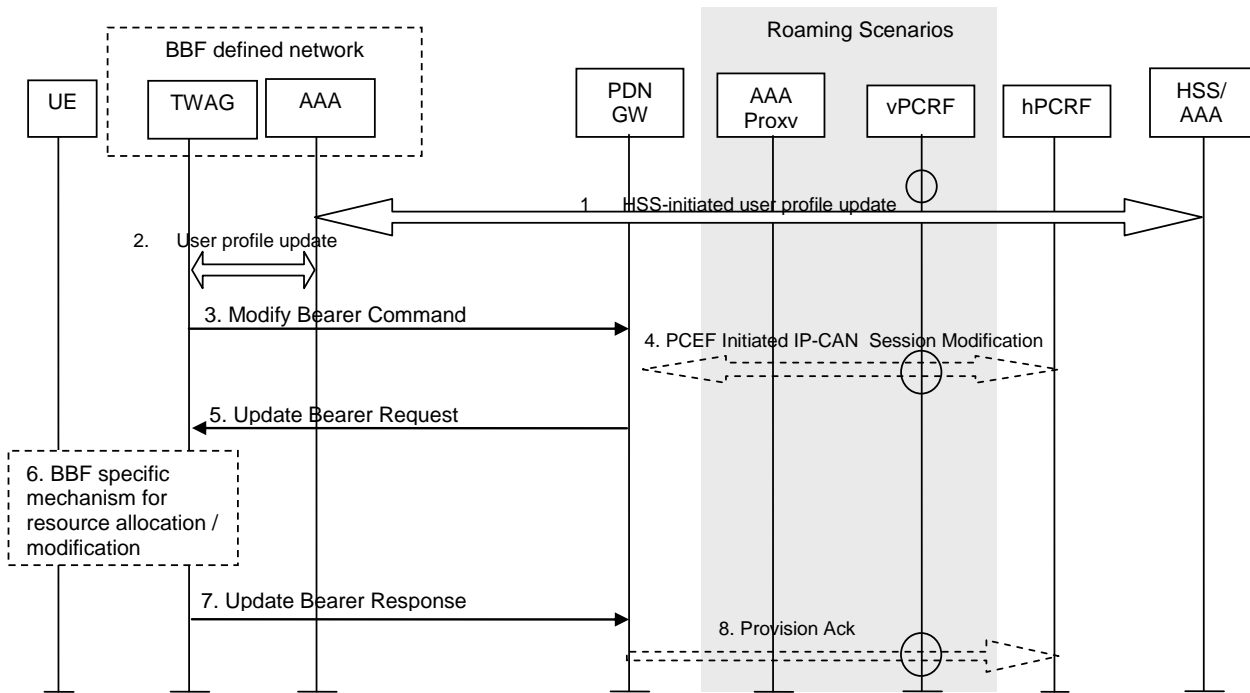 Roaming Scenarios
BBF defined network
UE
TWAG
AAA
PDN
GW
AAA
Proxv
vPCRF
hPCRF
HSS/
AAA
1 HSS-initiated user profile update
2. User profile update
3. Modify Bearer Command
4. PCEF Initiated IP-CAN Session Modification
5. Update Bearer Request
6. BBF specific
mechanism for
resource allocation /
modification
7. Update Bearer Response
8. Provision Ack